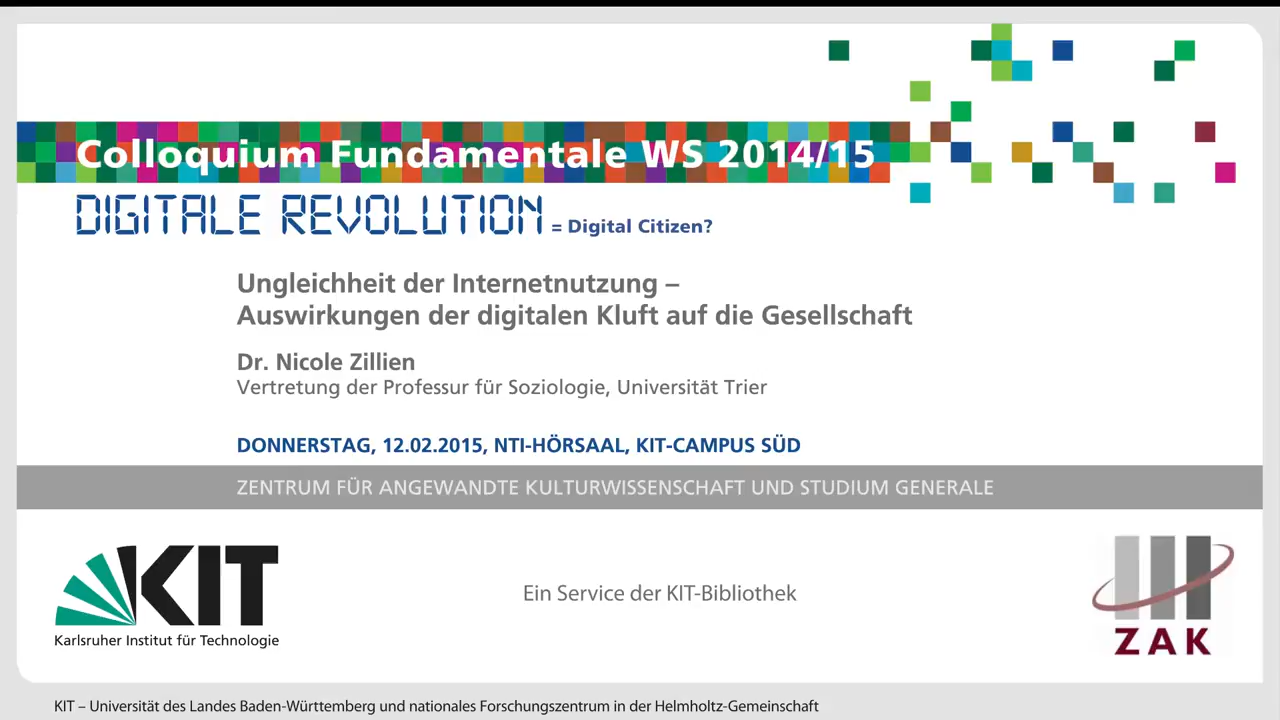 Colloquium Fundamentale WS 2014/15
DIGITALE REVOLUTION = Digital Citizen?
Ungleichheit der Internetnutzung –
Auswirkungen der digitalen Kluft auf die Gesellschaft
Dr. Nicole Zillien
Vertretung der Professur für Soziologie, Universität Trier
DONNERSTAG, 12.02.2015, NTI-HÖRSAAL, KIT-CAMPUS SÜD
ZENTRUM FÜR ANGEWANDTE KULTURWISSENSCHAFT UND STUDIUM GENERALE
KIT
Karlsruher Institut für Technologie
Ein Service der KIT-Bibliothek
ZAK
KIT – Universität des Landes Baden-Württemberg und nationales Forschungszentrum in der Helmholtz-Gemeinschaft